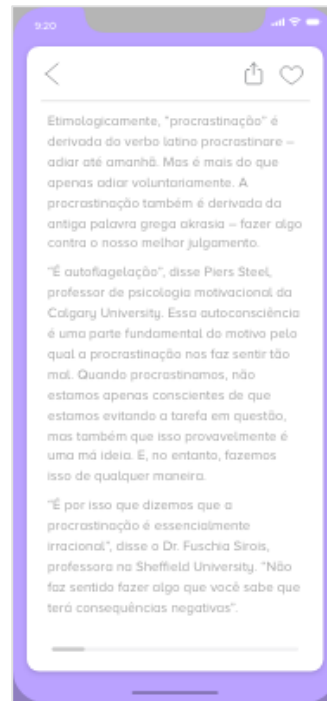 9:20
Etimologicamente, "procrastinação" é
derivada do verbo latino procrastinare –
adiar até amanhã. Mas é mais do que
apenas adiar voluntariamente. A
procrastinação também é derivada da
antiga palavra grega akrasia – fazer algo
contra o nosso melhor julgamento.
"É autoflagelação", disse Piers Steel,
professor de psicologia motivacional da
Calgary University. Essa autoconsciência
é uma parte fundamental do motivo pelo
qual a procrastinação nos faz sentir tão
mal. Quando procrastinamos, não
estamos apenas conscientes de que
estamos evitando a tarefa em questão,
mas também que isso provavelmente é
uma má ideia. E, no entanto, fazemos
isso de qualquer maneira.
"É por isso que dizemos que a
procrastinação é essencialmente
irracional", disse o Dr. Fuschia Sirois,
professora na Sheffield University. "Não
faz sentido fazer algo que você sabe que
terá consequências negativas".